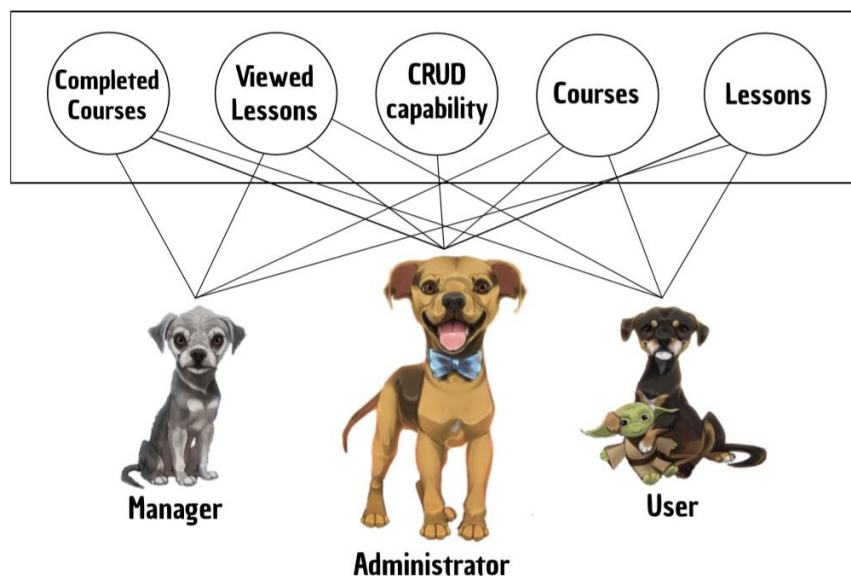 Completed
Courses
Viewed
Lessons
CRUD
capability
Courses
Lessons
Manager
Administrator
User